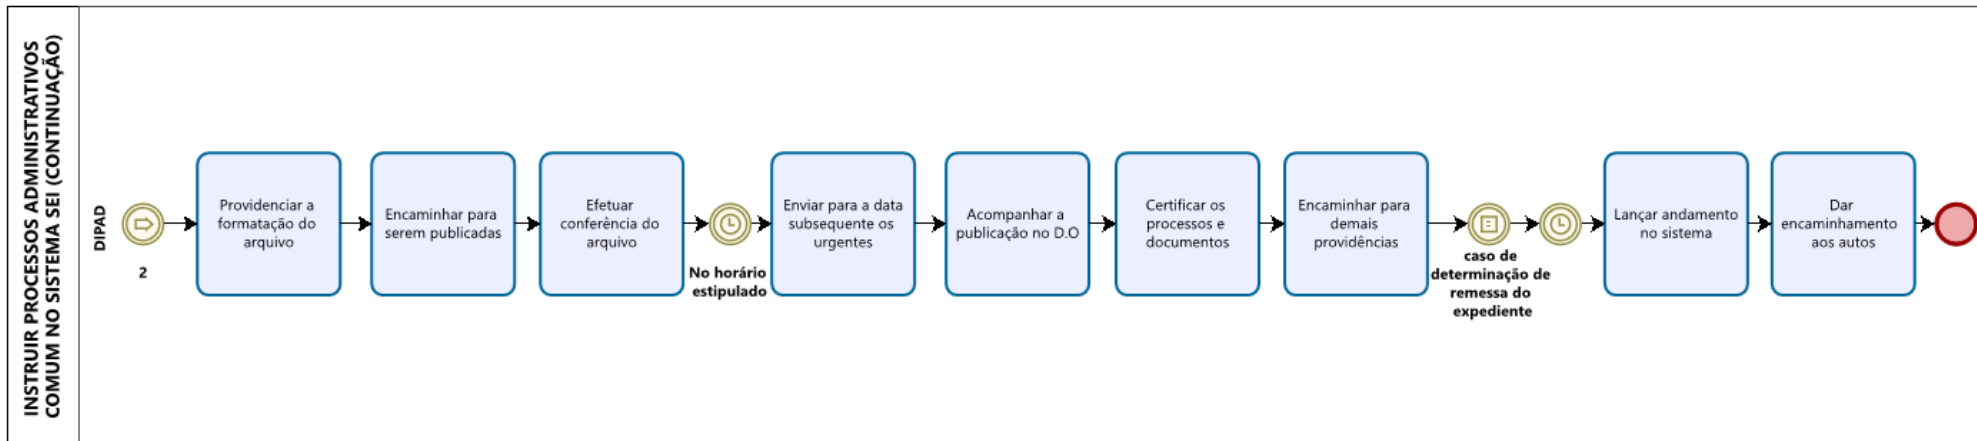 INSTRUIR PROCESSOS ADMINISTRATIVOS
COMUM NO SISTEMA SEI (CONTINUAÇÃO)
DIPAD
2
Providenciar a
formatação do
arquivo
Encaminhar para
serem publicadas
Efetuar
conferência do
arquivo
No horário
estipulado
Enviar para a data
subsequente os
urgentes
Acompanhar a
publicação no D.O
Certificar os
processos e
documentos
Encaminhar para
demais
providências
caso de
determinação de
remessa do
expediente
Lançar andamento
no sistema
Dar
encaminhamento
aos autos